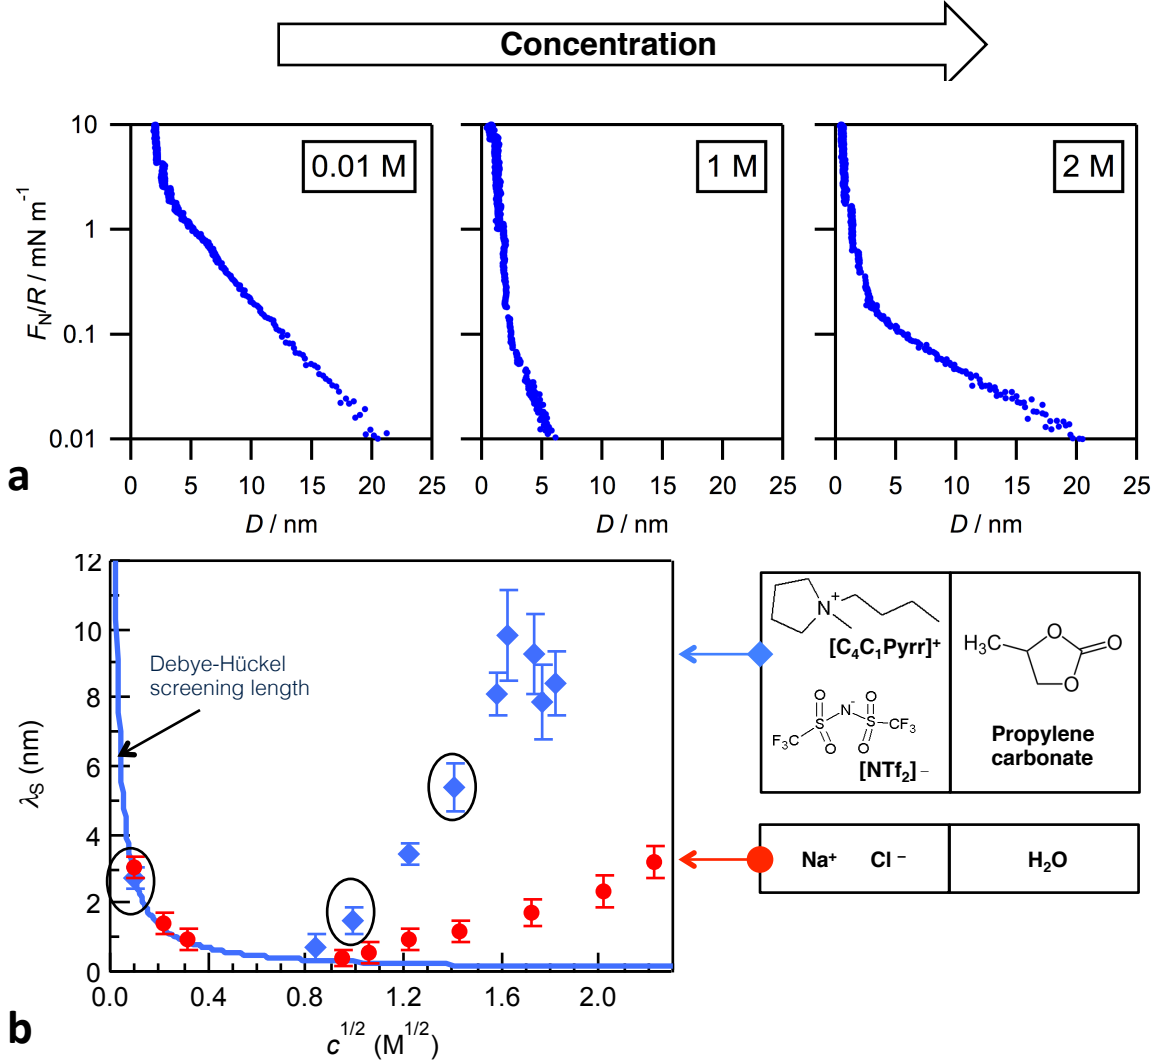 Concentration
10
1
0.1
0.01
F_N/R / mN m⁻¹
0.01 M
1 M
2 M
0 5 10 15 20 25
0 5 10 15 20 25
0 5 10 15 20 25
D / nm
D / nm
D / nm
a
12
10
8
6
4
2
0
λ_S (nm)
Debye-Hückel
screening length
0.0 0.4 0.8 1.2 1.6 2.0
c^1/2 (M^1/2)
b
N+
[C₄C₁Pyrr]⁺
O O
N⁻
S S
F₃C CF₃
O O
[NTf₂]⁻
H₃C O O
O
Propylene
carbonate
Na⁺ Cl⁻ H₂O